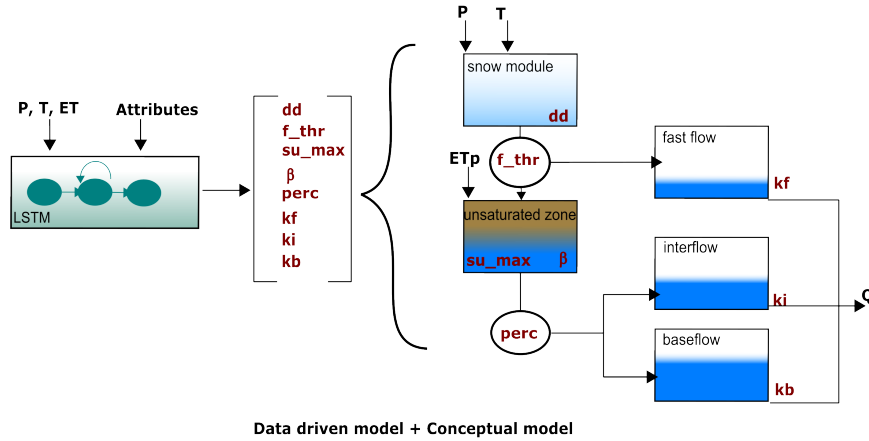 P, T, ET
Attributes
LSTM
dd
f_thr
su_max
β
perc
kf
ki
kb
P
T
snow module
dd
ETp
f_thr
unsaturated zone
su_max β
perc
fast flow
kf
interflow
ki
baseflow
kb
Q
Data driven model + Conceptual model